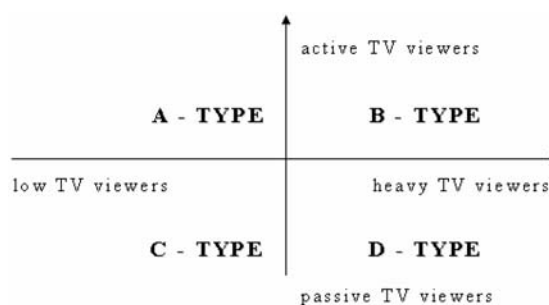 active TV viewers
A - TYPE
B - TYPE
low TV viewers
heavy TV viewers
C - TYPE
D - TYPE
passive TV viewers